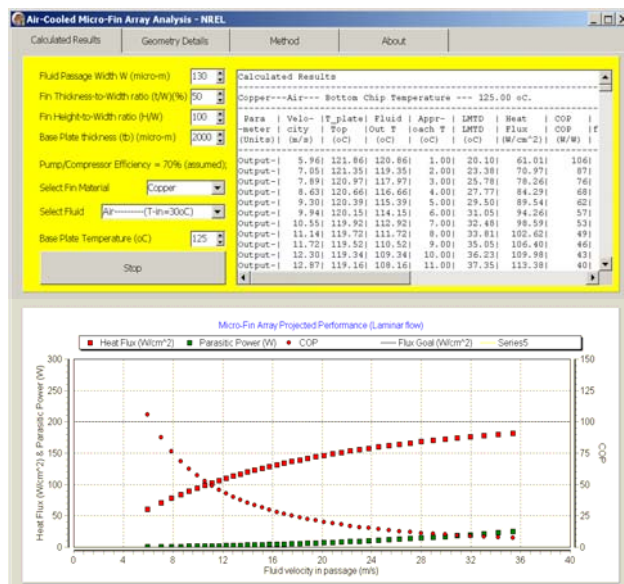 Air-Cooled Micro-Fin Array Analysis - NREL
Calculated Results Geometry Details Method About
Fluid Passage Width W (micro-m) 130
Fin Thickness-to-Width ratio (t/W)(%) 50
Fin Height-to-Width ratio (H/W) 100
Base Plate thickness (tb) (micro-m) 2000
Pump/Compressor Efficiency = 70% (assumed);
Select Fin Material Copper
Select Fluid Air--------(T-in=30oC)
Base Plate Temperature (oC) 125
Stop
Calculated Results
Copper---Air--- Bottom Chip Temperature --- 125.00 oC.
Para | Velo- |T_plate| Fluid | Appr- | LMTD | Heat | COP |
-meter | city | Top |Out T |oach T | LMTD | Flux | COP |f
(Units)| (m/s) | (oC) | (oC) | (oC) | (oC) |(W/cm^2)| (W/W) |
Output-| 5.96| 121.86| 120.86| 1.00| 20.10| 61.01| 106|
Output-| 7.05| 121.35| 119.35| 2.00| 23.38| 70.97| 87|
Output-| 7.89| 120.97| 117.97| 3.00| 25.78| 78.26| 76|
Output-| 8.63| 120.66| 116.66| 4.00| 27.77| 84.29| 68|
Output-| 9.30| 120.39| 115.39| 5.00| 29.50| 89.54| 62|
Output-| 9.94| 120.15| 114.15| 6.00| 31.05| 94.26| 57|
Output-| 10.55| 119.92| 112.92| 7.00| 32.48| 98.59| 53|
Output-| 11.14| 119.72| 111.72| 8.00| 33.81| 102.62| 49|
Output-| 11.72| 119.52| 110.52| 9.00| 35.05| 106.40| 46|
Output-| 12.30| 119.34| 109.34| 10.00| 36.23| 109.98| 43|
Output-| 12.87| 119.16| 108.16| 11.00| 37.35| 113.38| 40|
Micro-Fin Array Projected Performance (Laminar flow)
Heat Flux (W/cm^2) Parasitic Power (W) COP Flux Goal (W/cm^2) Series5
Heat Flux (W/cm^2) & Parasitic Power (W)
300
250
200
150
100
50
0
150
125
100
75
50
25
0
COP
0 4 8 12 16 20 24 28 32 36 40
Fluid velocity in passage (m/s)